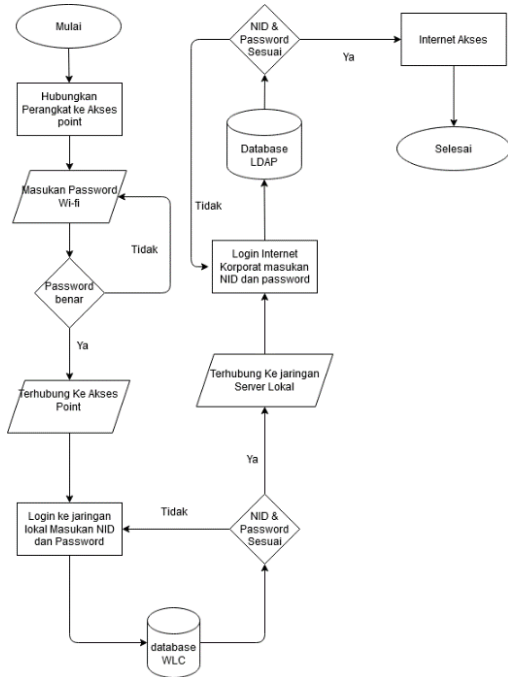 Mulai
Hubungkan
Perangkat ke Akses
point
Masukan Password
Wi-fi
Tidak
Password
benar
Ya
Terhubung Ke Akses
Point
Login ke jaringan
lokal Masukan NID
dan Password
database
WLC
Tidak
NID &
Password
Sesuai
Ya
Terhubung Ke jaringan
Server Lokal
Login Internet
Korporat masukan
NID dan password
Tidak
Database
LDAP
NID &
Password
Sesuai
Ya
Internet Akses
Selesai